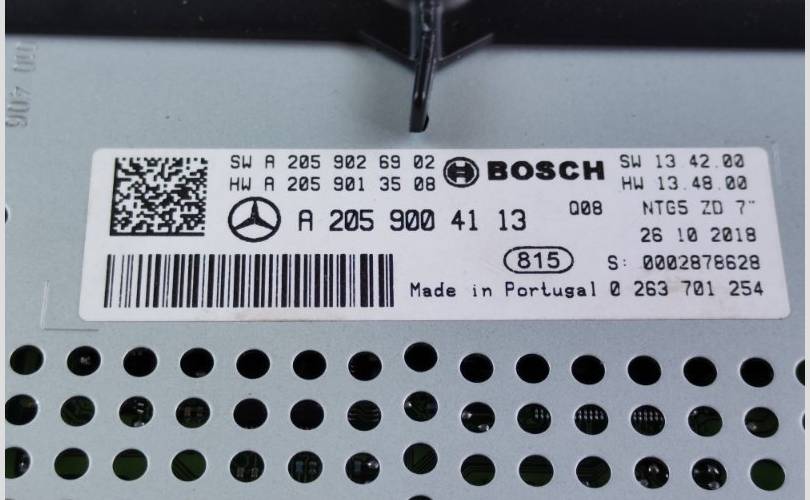 SW A 205 902 69 02
HW A 205 901 35 08
BOSCH
SW 13 42.00
HW 13.48.00
A 205 900 41 13
Q08
NTG5 ZD 7"
26 10 2018
815
S: 0002878628
Made in Portugal 0 263 701 254